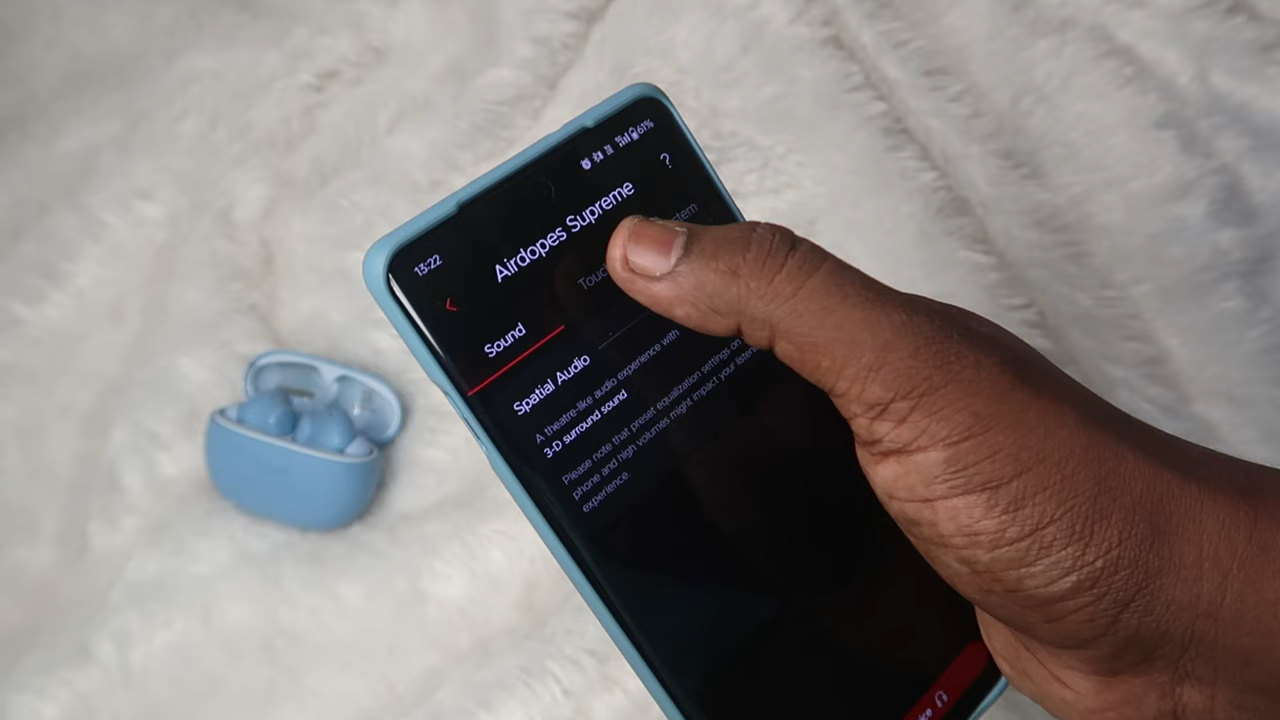 13:22
61%
?
Airdopes Supreme
Sound
Spatial Audio
A theatre-like audio experience with
3-D surround sound
Please note that preset equalization settings on
phone and high volumes might impact your
experience.